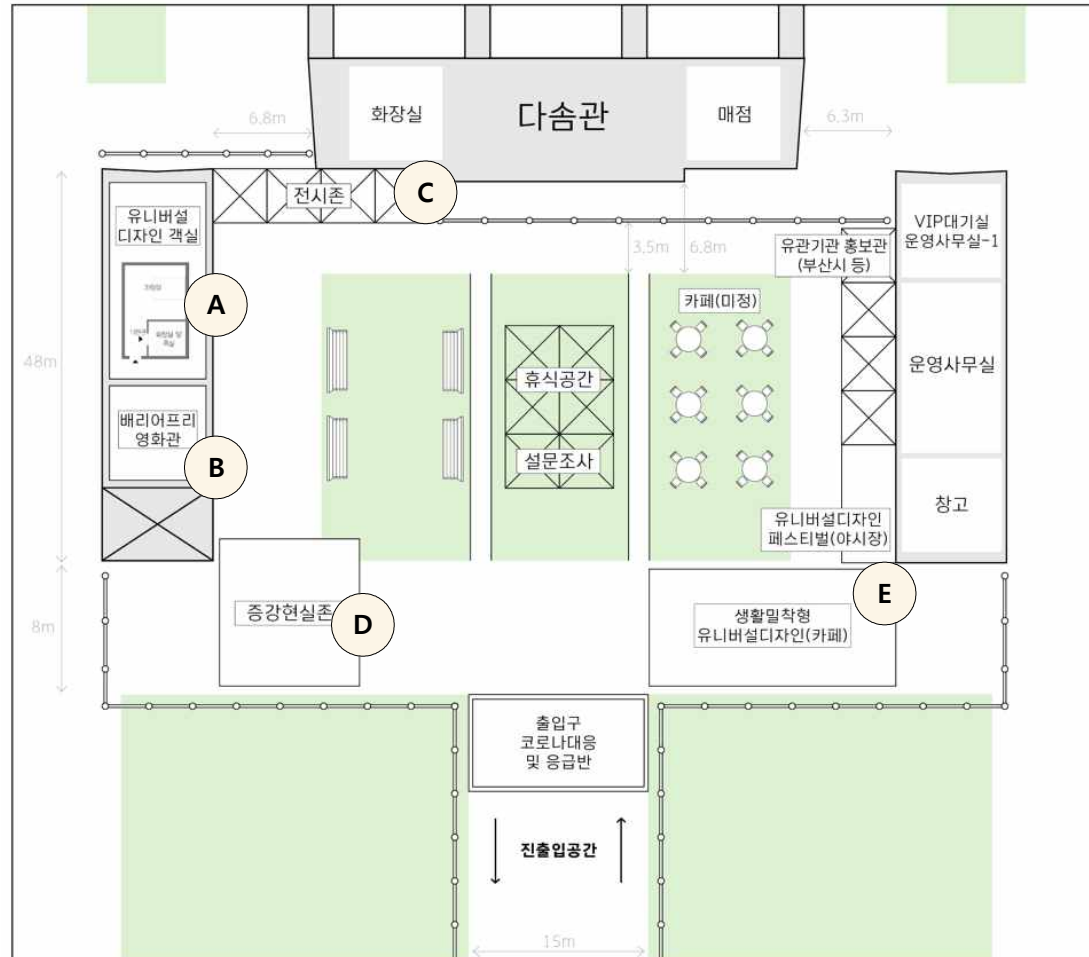 화장실
다솜관
매점
6.8m
6.3m
전시존
C
유니버설
디자인 객실
VIP대기실
운영사무실-1
유관기관 홍보관
(부산시 등)
3.5m
6.8m
A
카페(미정)
48m
휴식공간
운영사무실
배리어프리
영화관
B
설문조사
창고
유니버설디자인
페스티벌(야시장)
E
증강현실존
D
생활밀착형
유니버설디자인(카페)
8m
출입구
코로나대응
및 응급반
진출입공간
15m